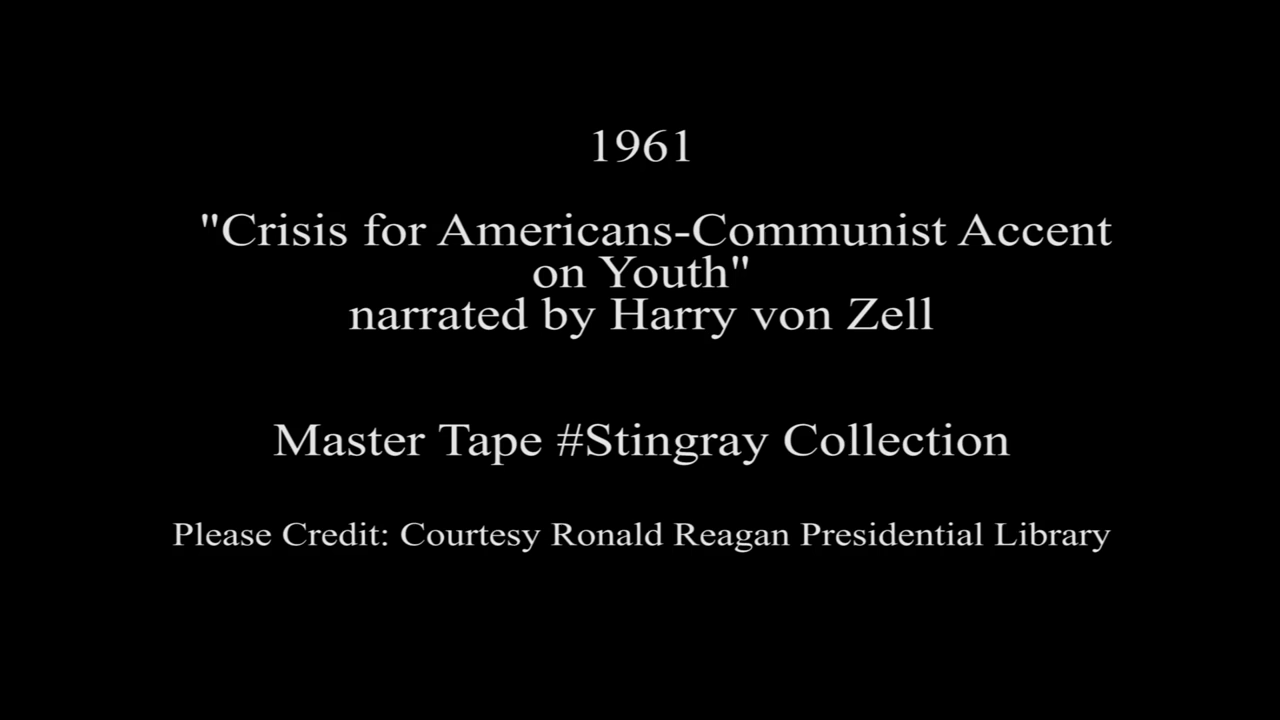 1961
"Crisis for Americans-Communist Accent
on Youth"
narrated by Harry von Zell
Master Tape #Stingray Collection
Please Credit: Courtesy Ronald Reagan Presidential Library